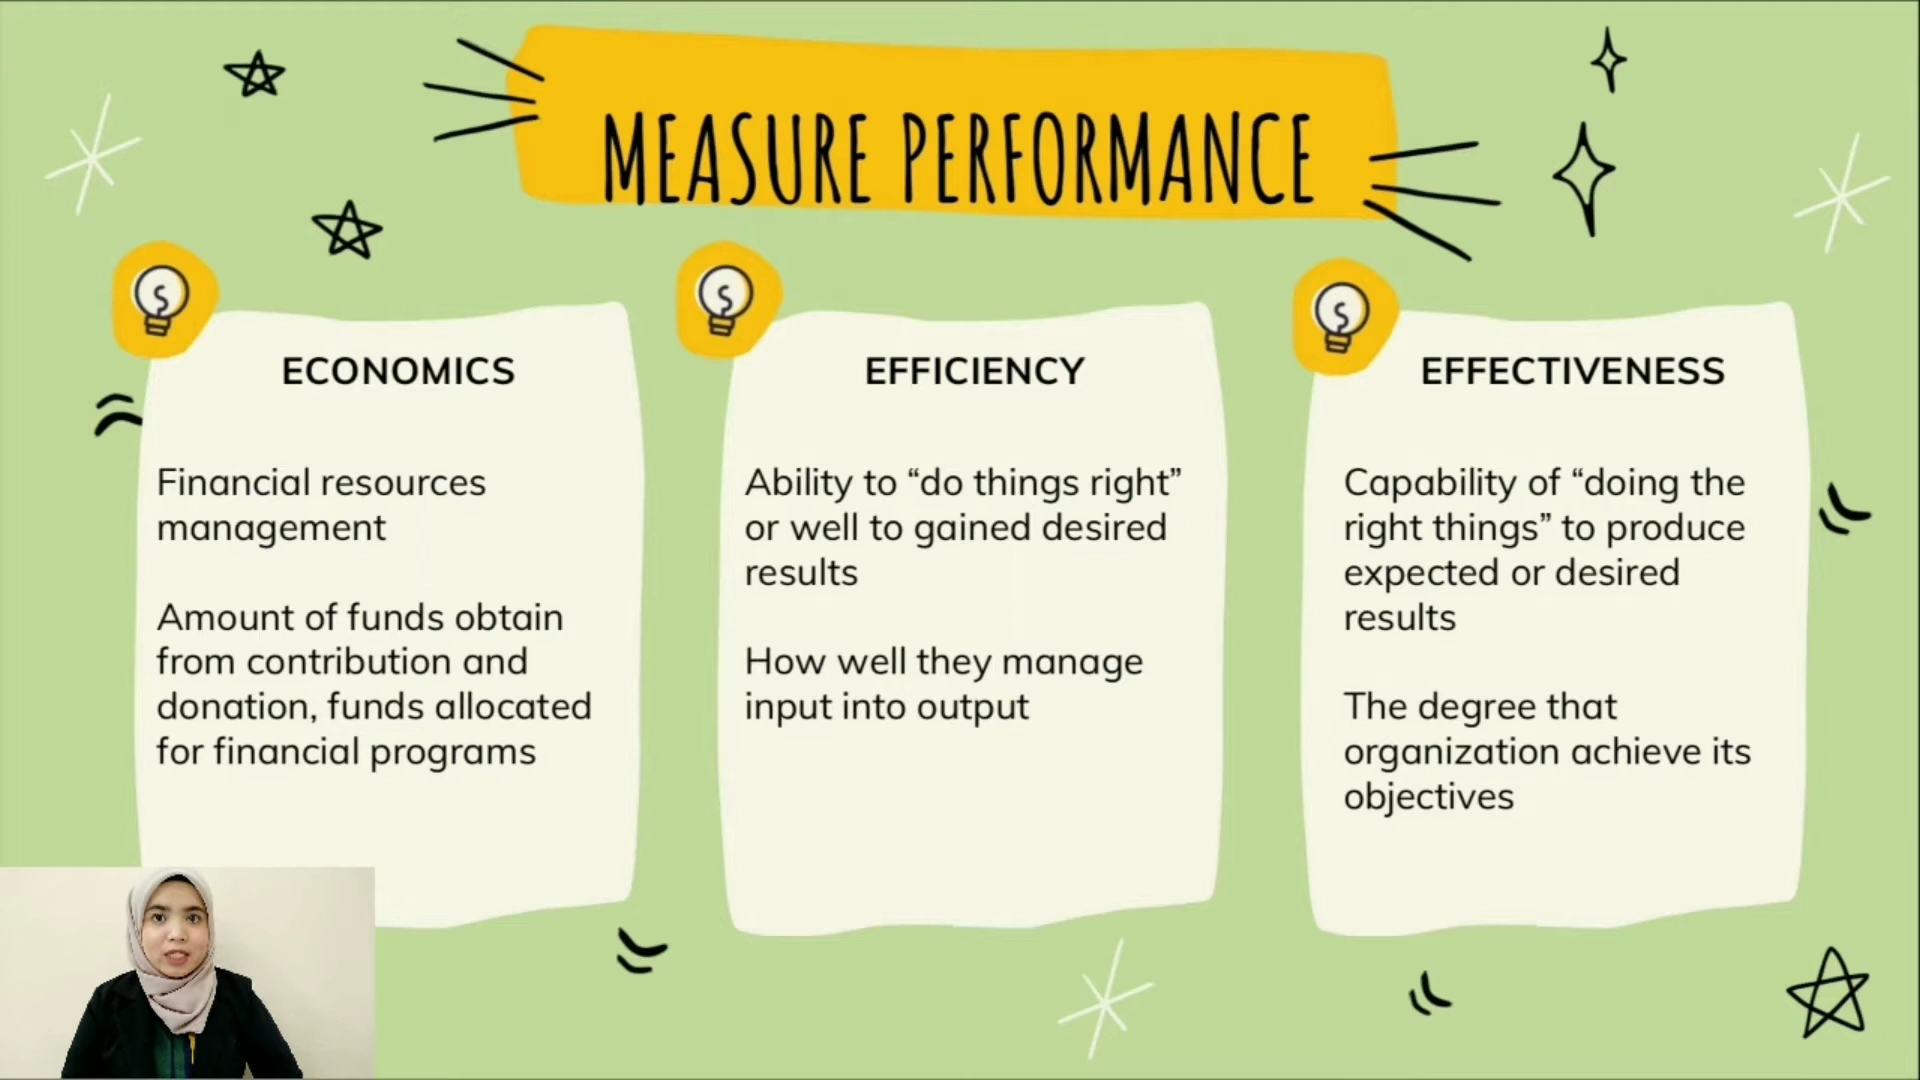 MEASURE PERFORMANCE
ECONOMICS
Financial resources
management
Amount of funds obtain
from contribution and
donation, funds allocated
for financial programs
EFFICIENCY
Ability to “do things right”
or well to gained desired
results
How well they manage
input into output
EFFECTIVENESS
Capability of “doing the
right things” to produce
expected or desired
results
The degree that
organization achieve its
objectives